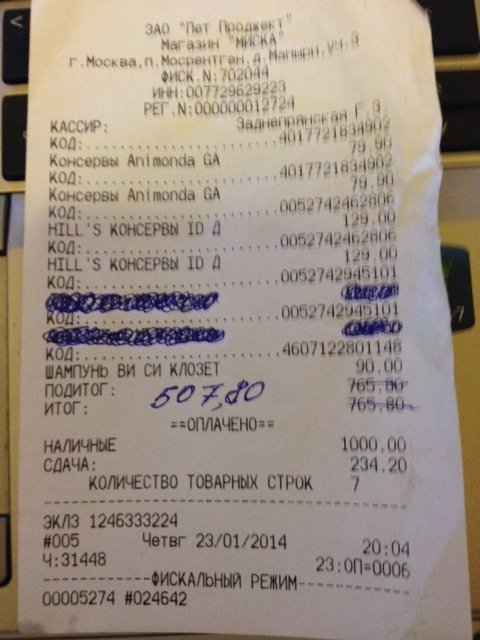 ЗАО "Пет Проджект"
Магазин "МИСКА"
г.Москва,п.Мосрентген,д.Мамыри,уч.3
ФИСК.N:702044
ИНН:007729629223
РЕГ.N:000000012724
КАССИР: Заднепрянская Г.З.
КОД:......................4017721834902
Консервы Animonda GA 79.90
КОД:......................4017721834902
Консервы Animonda GA 79.90
КОД:......................0052742462806
HILL'S КОНСЕРВЫ ID Д 129.00
КОД:......................0052742462806
HILL'S КОНСЕРВЫ ID Д 129.00
КОД:......................0052742945101
КОД:......................0052742945101
КОД:......................4607122801148
ШАМПУНЬ ВИ СИ КЛОЗЕТ 90.00
ПОДИТОГ: 507,80 765,80
ИТОГ: 765,80
==ОПЛАЧЕНО==
НАЛИЧНЫЕ 1000.00
СДАЧА: 234.20
КОЛИЧЕСТВО ТОВАРНЫХ СТРОК 7
ЭКЛЗ 1246333224
#005 Четвг 23/01/2014 20:04
Ч:31448 23:ОП=0006
------------ФИСКАЛЬНЫЙ РЕЖИМ------------
00005274 #024642